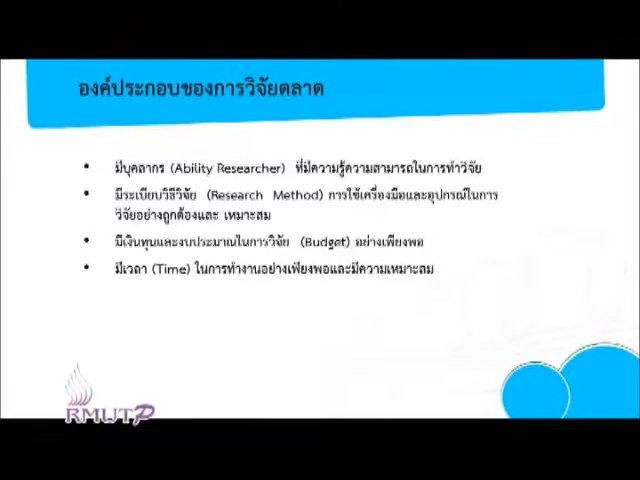 องค์ประกอบของการวิจัยตลาด
• มีบุคลากร (Ability Researcher) ที่มีความรู้ความสามารถในการทำวิจัย
• มีระเบียบวิธีวิจัย (Research Method) การใช้เครื่องมือและอุปกรณ์ในการ
วิจัยอย่างถูกต้องและ เหมาะสม
• มีเงินทุนและงบประมาณในการวิจัย (Budget) อย่างเพียงพอ
• มีเวลา (Time) ในการทำงานอย่างเพียงพอและมีความเหมาะสม
RMUTP